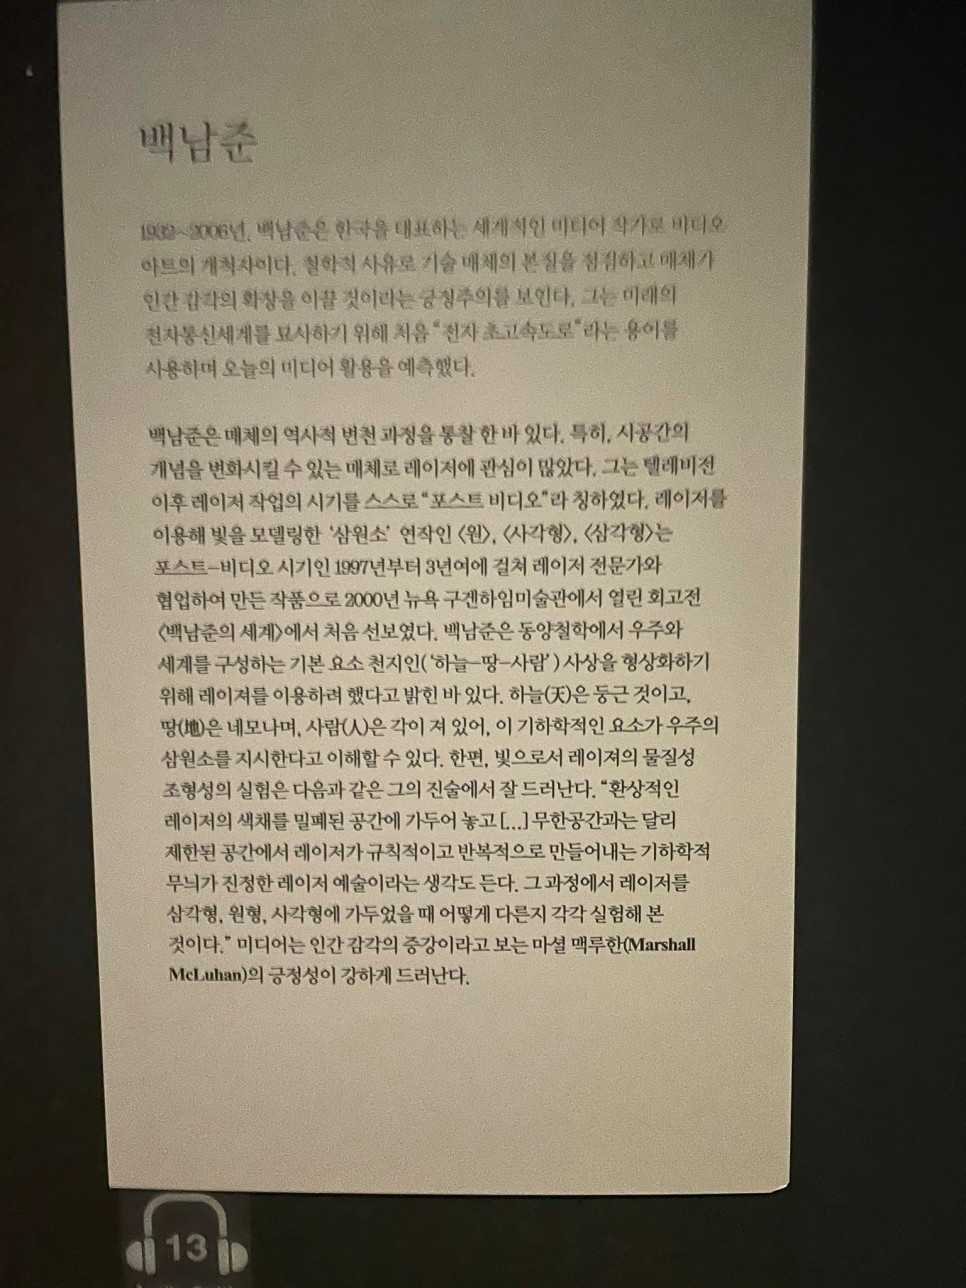 백남준
1932~2006년. 백남준은 한국을 대표하는 세계적인 미디어 작가로 비디오
아트의 개척자이다. 철학적 사유로 기술 매체의 본질을 점검하고 매체가
인간 감각의 확장을 이끌 것이라는 긍정주의를 보인다. 그는 미래의
전자통신세계를 묘사하기 위해 처음 “전자 초고속도로”라는 용어를
사용하며 오늘의 미디어 활용을 예측했다.
백남준은 매체의 역사적 변천 과정을 통찰 한 바 있다. 특히, 시공간의
개념을 변화시킬 수 있는 매체로 레이저에 관심이 많았다. 그는 텔레비전
이후 레이저 작업의 시기를 스스로 “포스트 비디오”라 칭하였다. 레이저를
이용해 빛을 모델링한 ‘삼원소’ 연작인 〈원〉, 〈사각형〉, 〈삼각형〉는
포스트-비디오 시기인 1997년부터 3년여에 걸쳐 레이저 전문가와
협업하여 만든 작품으로 2000년 뉴욕 구겐하임미술관에서 열린 회고전
〈백남준의 세계〉에서 처음 선보였다. 백남준은 동양철학에서 우주와
세계를 구성하는 기본 요소 천지인(‘하늘-땅-사람’) 사상을 형상화하기
위해 레이져를 이용하려 했다고 밝힌 바 있다. 하늘(天)은 둥근 것이고,
땅(地)은 네모나며, 사람(人)은 각이 져 있어, 이 기하학적인 요소가 우주의
삼원소를 지시한다고 이해할 수 있다. 한편, 빛으로서 레이져의 물질성
조형성의 실험은 다음과 같은 그의 진술에서 잘 드러난다. “환상적인
레이저의 색채를 밀폐된 공간에 가두어 놓고 [...] 무한공간과는 달리
제한된 공간에서 레이저가 규칙적이고 반복적으로 만들어내는 기하학적
무늬가 진정한 레이저 예술이라는 생각도 든다. 그 과정에서 레이저를
삼각형, 원형, 사각형에 가두었을 때 어떻게 다른지 각각 실험해 본
것이다.” 미디어는 인간 감각의 증강이라고 보는 마셜 맥루한(Marshall
McLuhan)의 긍정성이 강하게 드러난다.
13